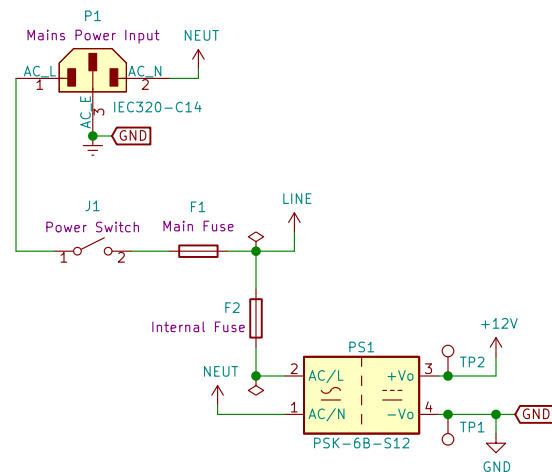 P1
Mains Power Input
NEUT
AC_L
AC_N
1
2
AC_E
3
IEC320-C14
GND
J1
Power Switch
1
2
F1
Main Fuse
LINE
F2
Internal Fuse
PS1
+12V
NEUT
2
AC/L
+Vo
3
TP2
1
AC/N
-Vo
4
TP1
GND
PSK-6B-S12
GND